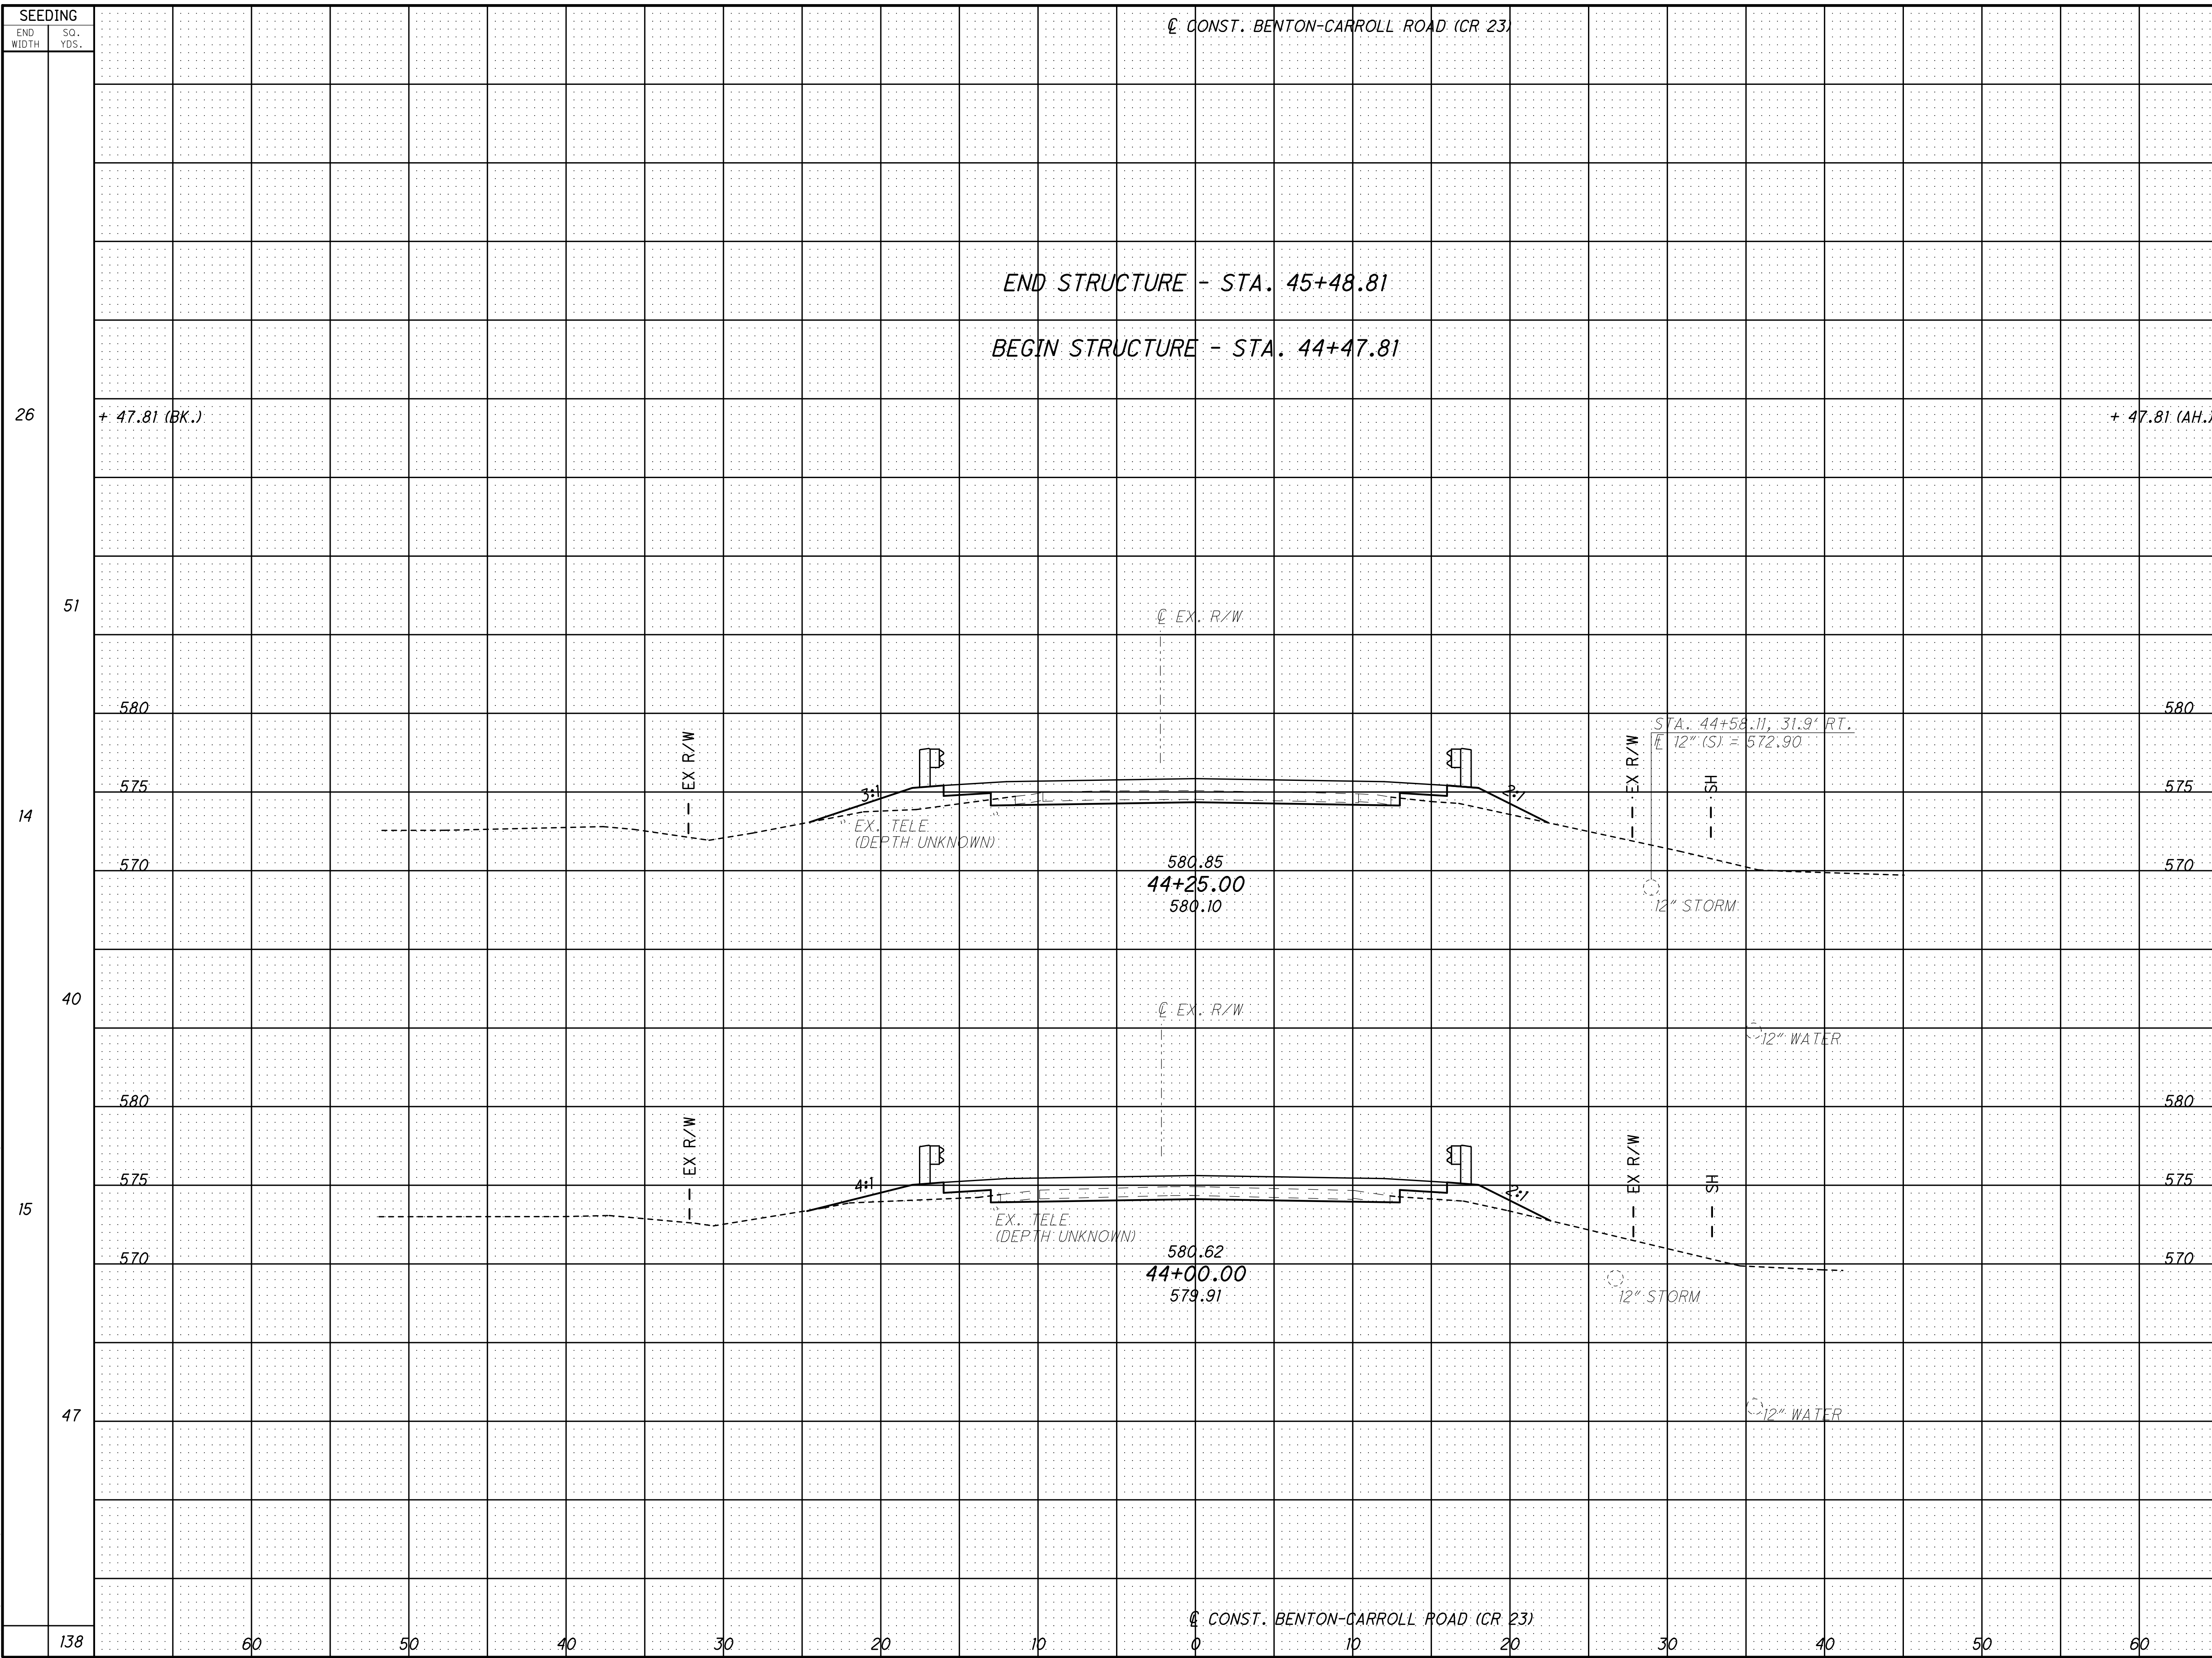 SEEDING
END WIDTH
SQ. YDS.
℄ CONST. BENTON-CARROLL ROAD (CR 23)
END STRUCTURE - STA. 45+48.81
BEGIN STRUCTURE - STA. 44+47.81
26
+ 47.81 (BK.)
+ 47.81 (AH.)
51
℄ EX. R/W
580
580
STA. 44+58.11, 31.9' RT.
12" (S) = 572.90
EX R/W
EX R/W
SH
575
575
3:1
2:1
14
EX. TELE
(DEPTH UNKNOWN)
570
570
580.85
44+25.00
580.10
12" STORM
40
℄ EX. R/W
12" WATER
580
580
EX R/W
EX R/W
SH
575
575
4:1
2:1
15
EX. TELE
(DEPTH UNKNOWN)
570
570
580.62
44+00.00
579.91
12" STORM
47
12" WATER
℄ CONST. BENTON-CARROLL ROAD (CR 23)
138
60 50 40 30 20 10 0 10 20 30 40 50 60